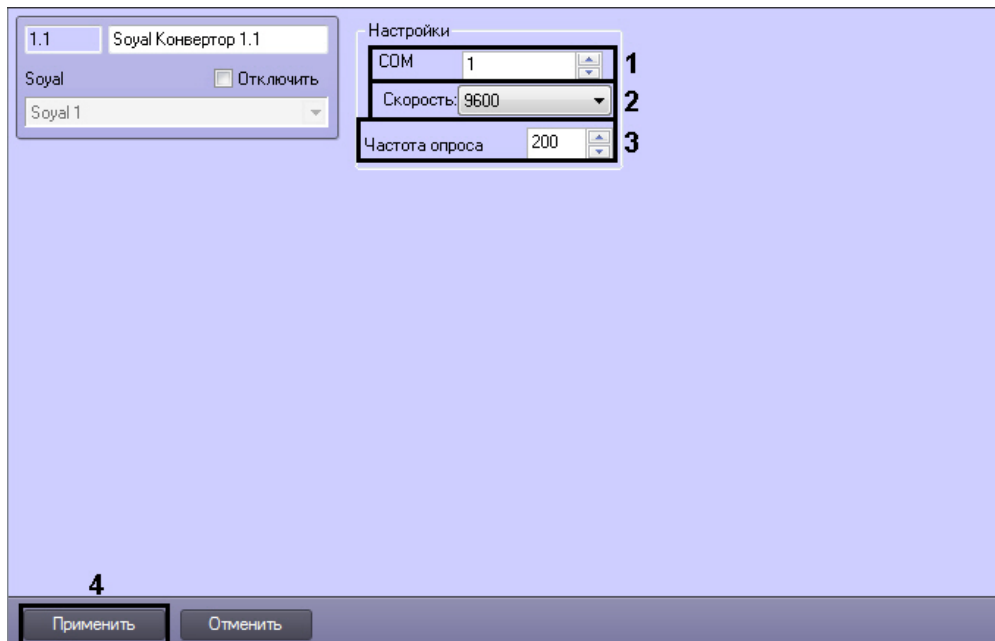 1.1 Soyal Конвертор 1.1
Soyal Отключить
Soyal 1
Настройки
COM 1 1
Скорость: 9600 2
Частота опроса 200 3
4
Применить Отменить